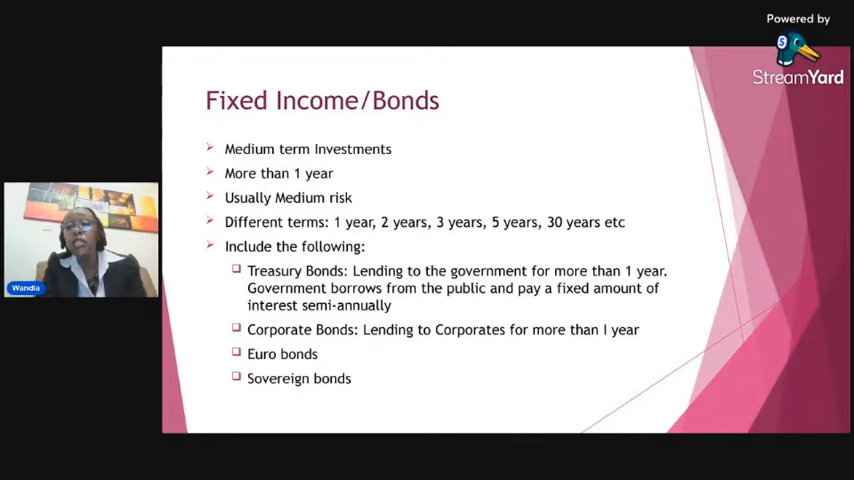 Powered by
StreamYard
Fixed Income/Bonds
Medium term Investments
More than 1 year
Usually Medium risk
Different terms: 1 year, 2 years, 3 years, 5 years, 30 years etc
Include the following:
Treasury Bonds: Lending to the government for more than 1 year.
Government borrows from the public and pay a fixed amount of
interest semi-annually
Corporate Bonds: Lending to Corporates for more than I year
Euro bonds
Sovereign bonds
Wandia